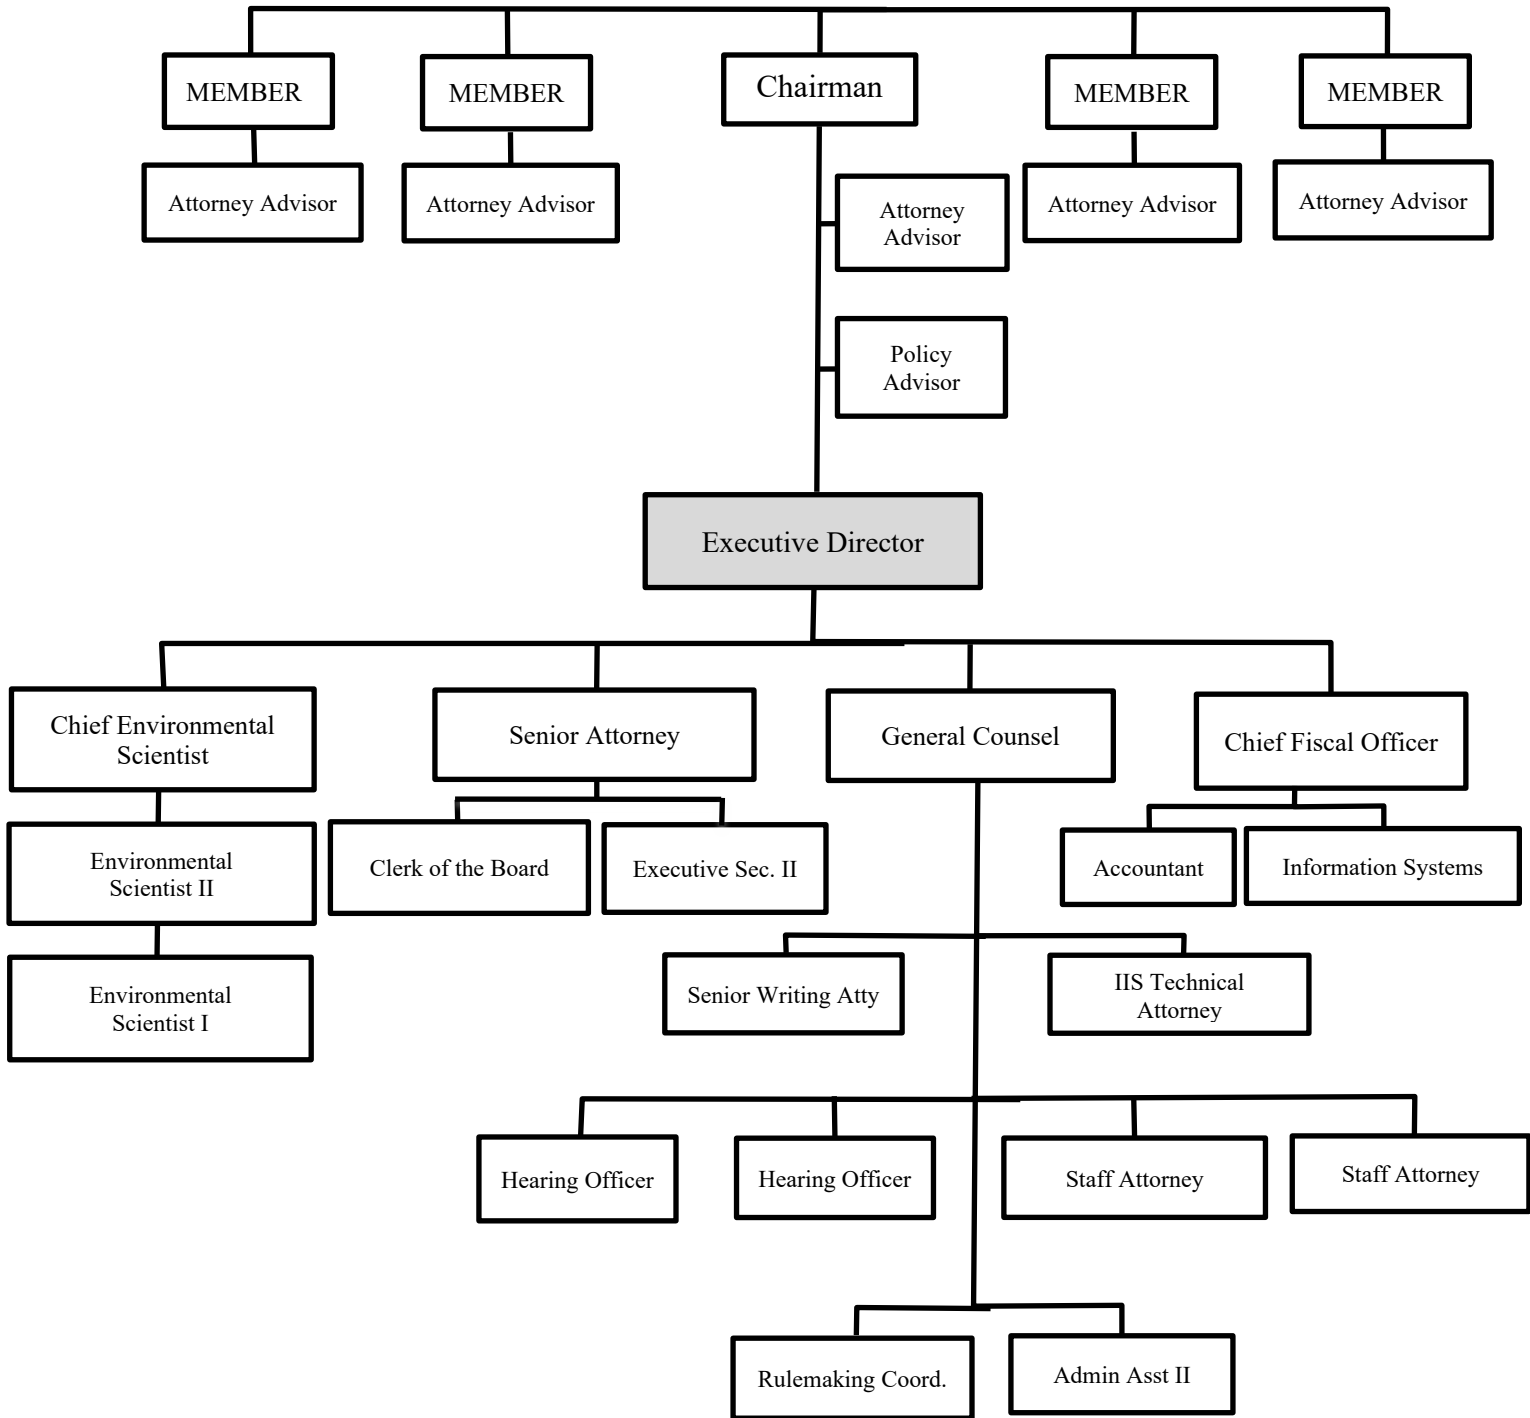 MEMBER
MEMBER
Chairman
MEMBER
MEMBER
Attorney Advisor
Attorney Advisor
Attorney
Advisor
Attorney Advisor
Attorney Advisor
Policy
Advisor
Executive Director
Chief Environmental
Scientist
Senior Attorney
General Counsel
Chief Fiscal Officer
Environmental
Scientist II
Clerk of the Board
Executive Sec. II
Accountant
Information Systems
Environmental
Scientist I
Senior Writing Atty
IIS Technical
Attorney
Hearing Officer
Hearing Officer
Staff Attorney
Staff Attorney
Rulemaking Coord.
Admin Asst II